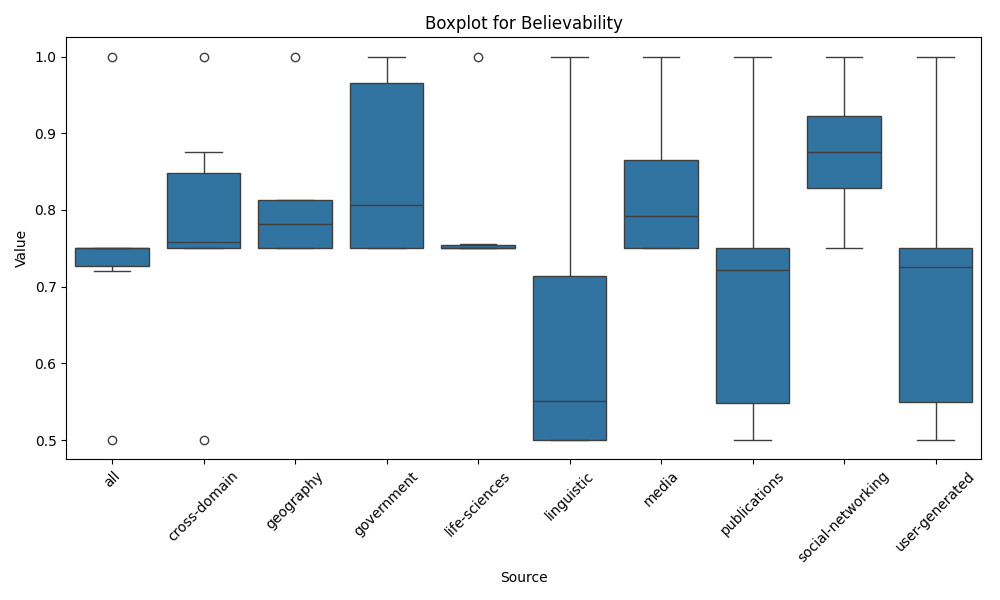 Boxplot for Believability
Value
1.0
0.9
0.8
0.7
0.6
0.5
all
cross-domain
geography
government
life-sciences
linguistic
media
publications
social-networking
user-generated
Source